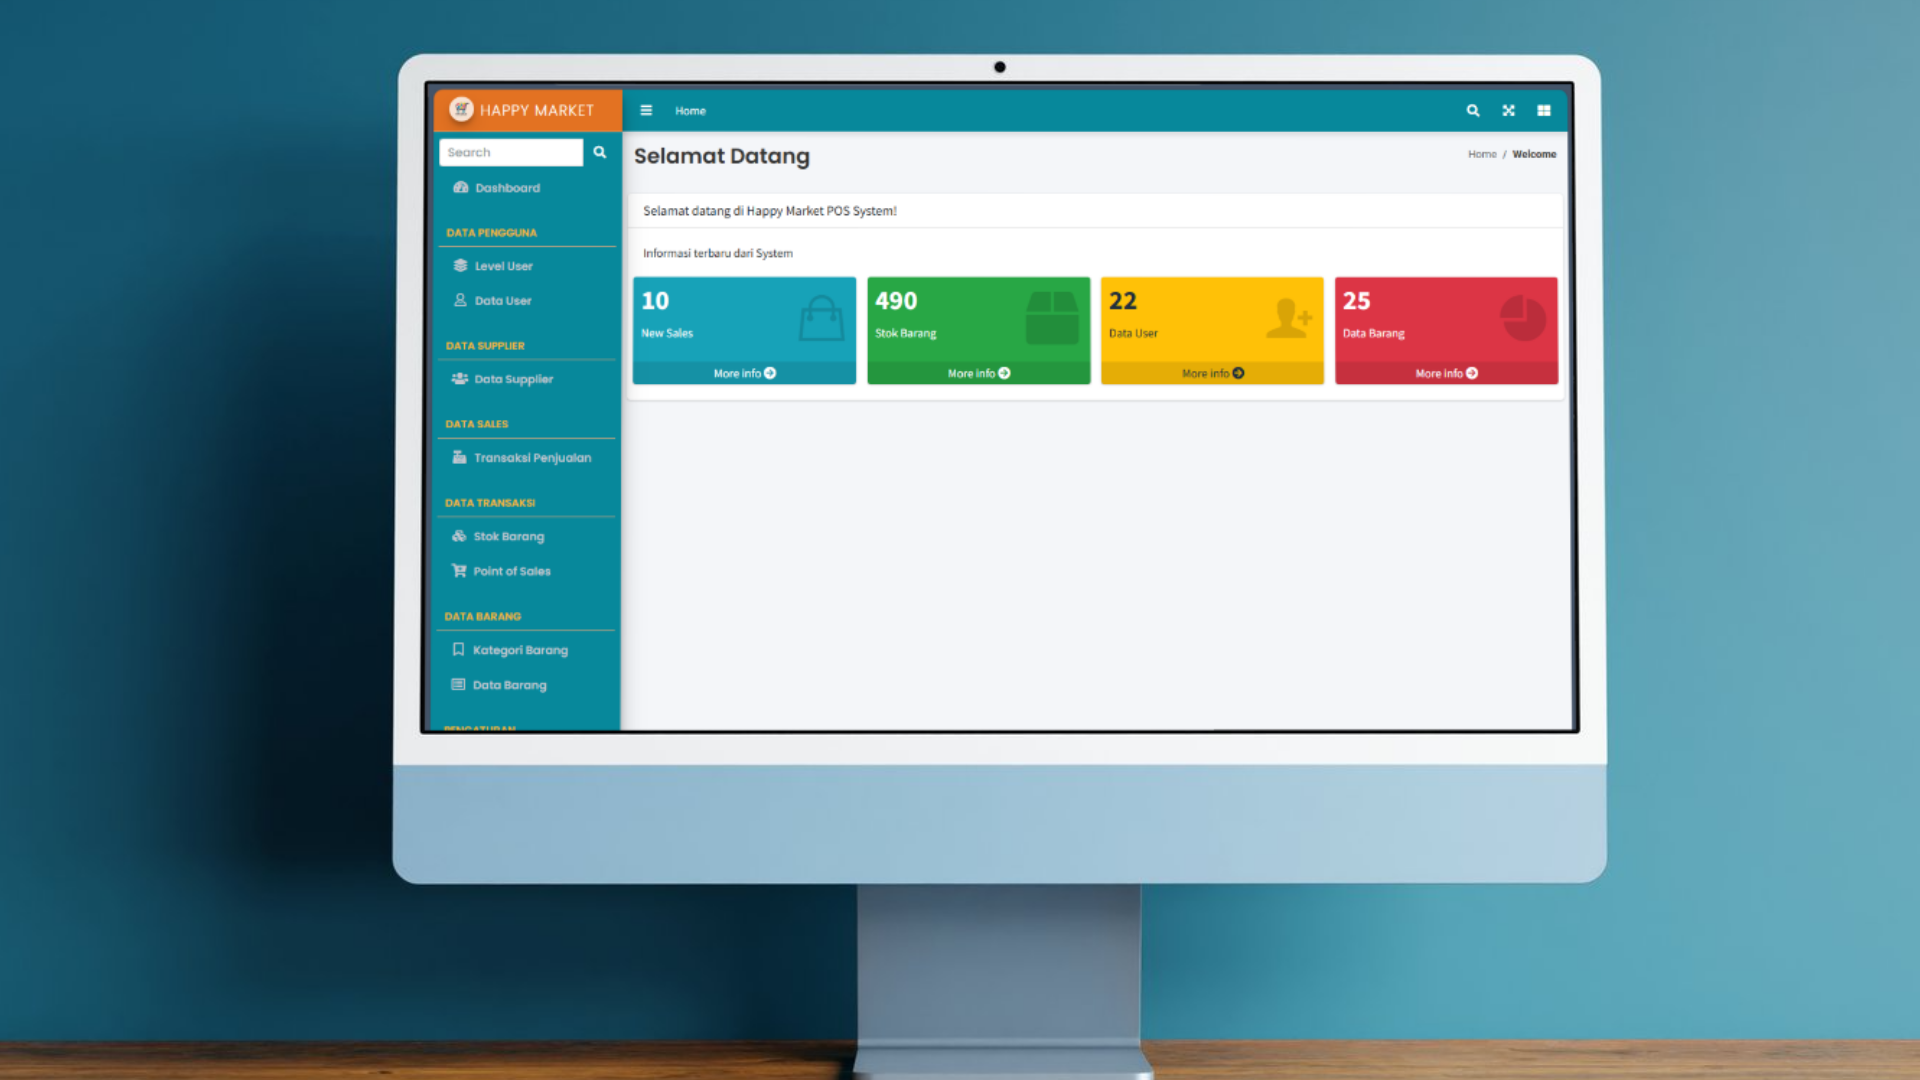 HAPPY MARKET
Home
Search
Selamat Datang
Home / Welcome
Dashboard
Selamat datang di Happy Market POS System!
DATA PENGGUNA
Informasi terbaru dari System
Level User
Data User
10
New Sales
More info
490
Stok Barang
More info
22
Data User
More info
25
Data Barang
More info
DATA SUPPLIER
Data Supplier
DATA SALES
Transaksi Penjualan
DATA TRANSAKSI
Stok Barang
Point of Sales
DATA BARANG
Kategori Barang
Data Barang
PENGATURAN